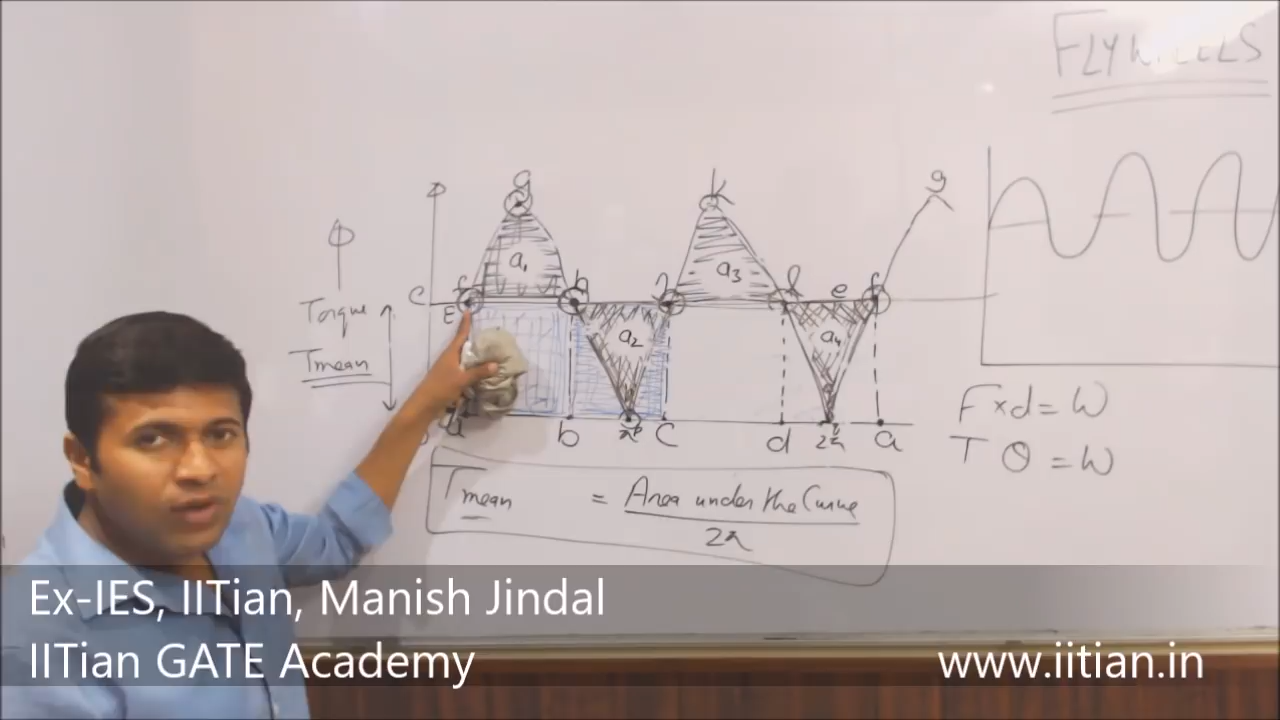 FLYWHEELS
g
k
g
a₁
a₃
C
f
h
l
e
f
E
Torque
Tmean
a₂
a₄
a
b
π
C
d
2π
a
F×d = W
T θ = W
Tmean = Area under the Curve
2π
Ex-IES, IITian, Manish Jindal
IITian GATE Academy
www.iitian.in